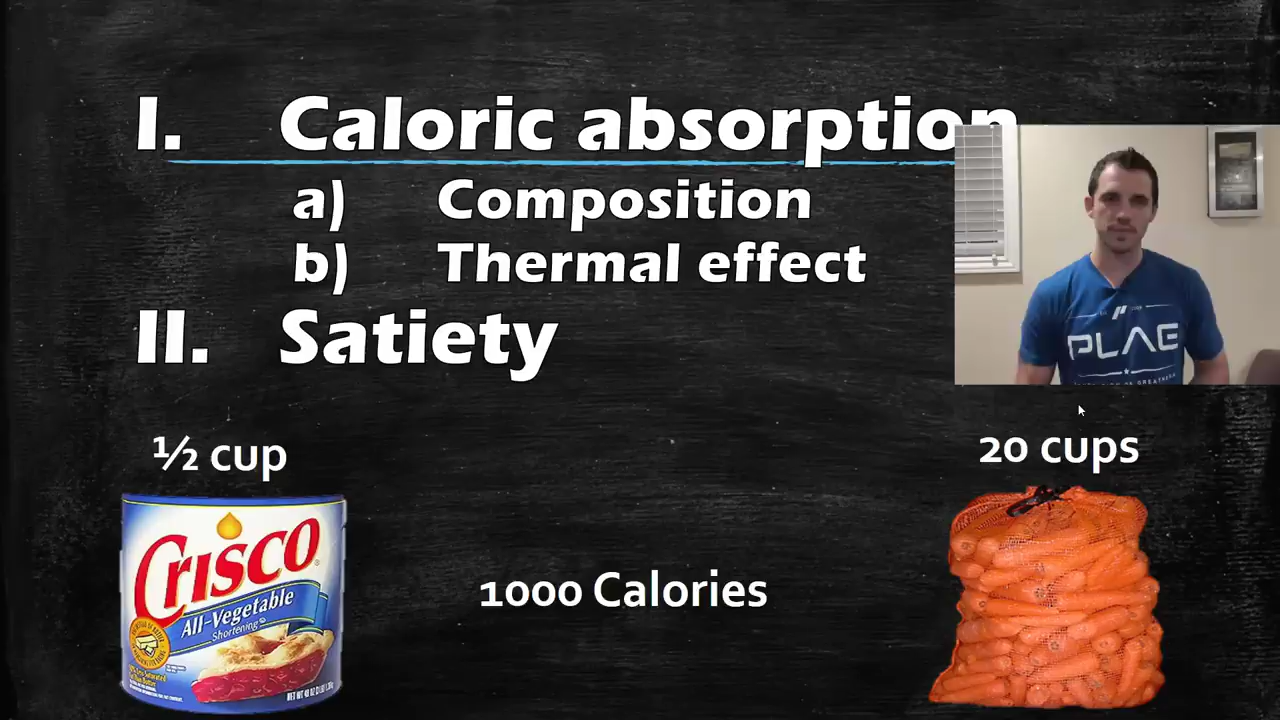 I. Caloric absorption
a) Composition
b) Thermal effect
II. Satiety
½ cup
20 cups
1000 Calories
Crisco
All-Vegetable
Shortening
PLAE